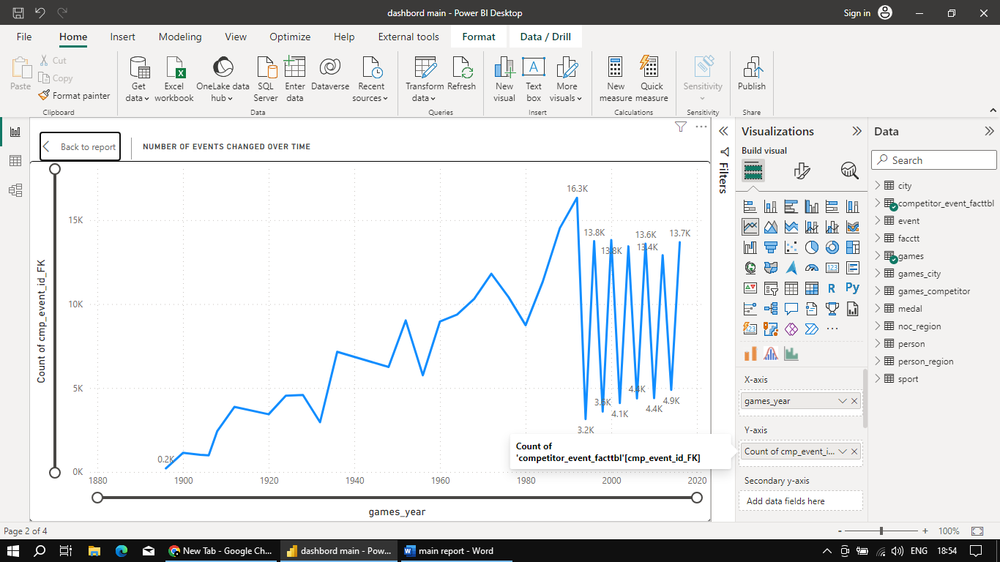 dashbord main - Power BI Desktop
Sign in
File Home Insert Modeling View Optimize Help External tools Format Data / Drill
Paste
Cut
Copy
Format painter
Clipboard
Get data
Excel workbook
OneLake data hub
SQL Server
Enter data
Dataverse
Recent sources
Data
Transform data
Refresh
Queries
New visual
Text box
More visuals
Insert
New measure
Quick measure
Calculations
Sensitivity
Sensitivity
Publish
Share
Back to report
NUMBER OF EVENTS CHANGED OVER TIME
Count of cmp_event_id_FK
15K
10K
5K
0K
0.2K
16.3K
3.2K
13.8K
3.6K
13.8K
4.1K
4.4K
13.6K
13.4K
4.4K
4.9K
13.7K
1880 1900 1920 1940 1960 1980 2000 2020
games_year
Count of
'competitor_event_facttbl'[cmp_event_id_FK]
Filters
Visualizations
Build visual
123
R
Py
123
X-axis
games_year
Y-axis
Count of cmp_event_i...
Secondary y-axis
Add data fields here
Data
Search
city
competitor_event_facttbl
event
facctt
games
games_city
games_competitor
medal
noc_region
person
person_region
sport
Page 2 of 4
- + 100%
New Tab - Google Ch...
dashbord main - Pow...
main report - Word
ENG
18:54